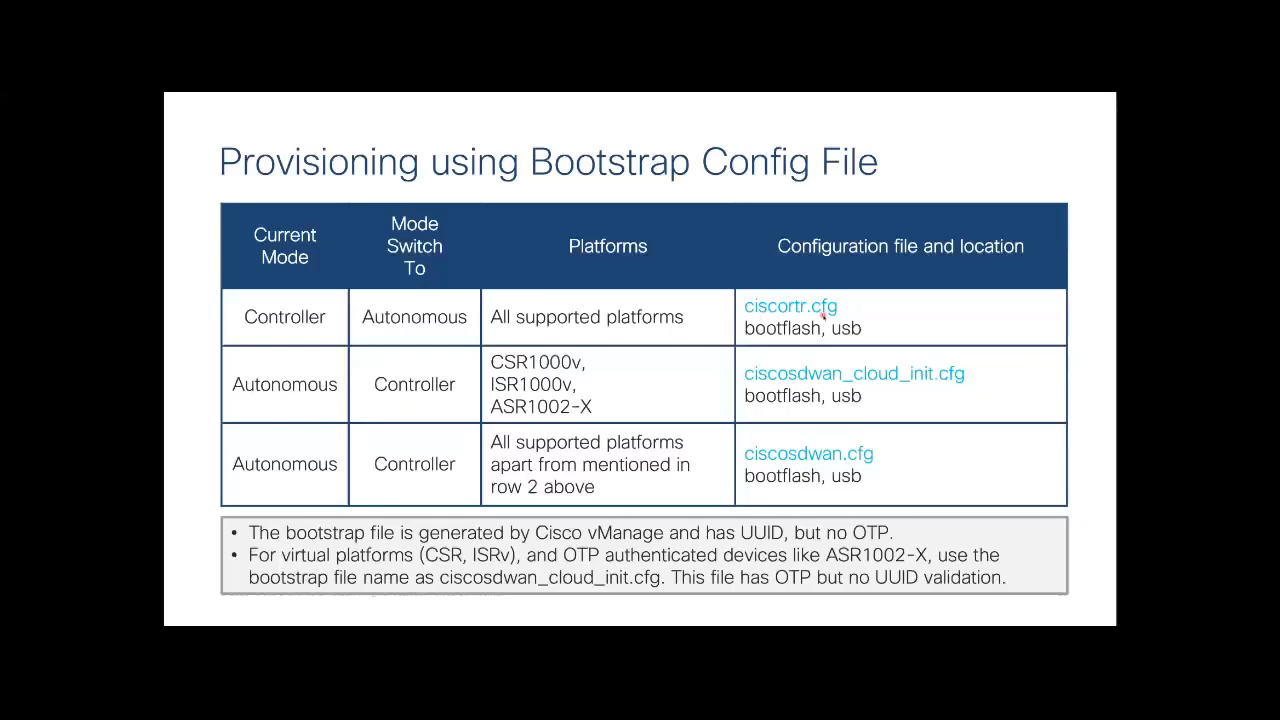 Provisioning using Bootstrap Config File
Current
Mode
Mode
Switch
To
Platforms
Configuration file and location
Controller
Autonomous
All supported platforms
ciscortr.cfg
bootflash, usb
Autonomous
Controller
CSR1000v,
ISR1000v,
ASR1002-X
ciscosdwan_cloud_init.cfg
bootflash, usb
Autonomous
Controller
All supported platforms
apart from mentioned in
row 2 above
ciscosdwan.cfg
bootflash, usb
• The bootstrap file is generated by Cisco vManage and has UUID, but no OTP.
• For virtual platforms (CSR, ISRv), and OTP authenticated devices like ASR1002-X, use the
bootstrap file name as ciscosdwan_cloud_init.cfg. This file has OTP but no UUID validation.